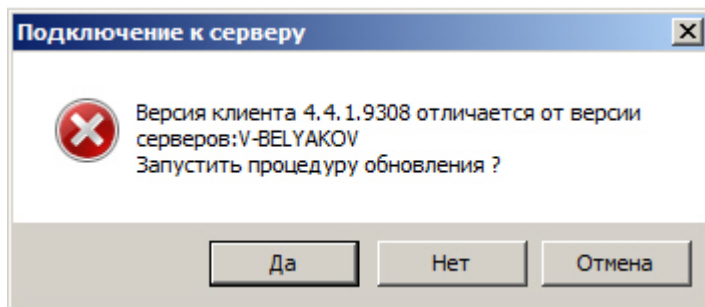 Подключение к серверу
Версия клиента 4.4.1.9308 отличается от версии
серверов:V-BELYAKOV
Запустить процедуру обновления ?
Да
Нет
Отмена